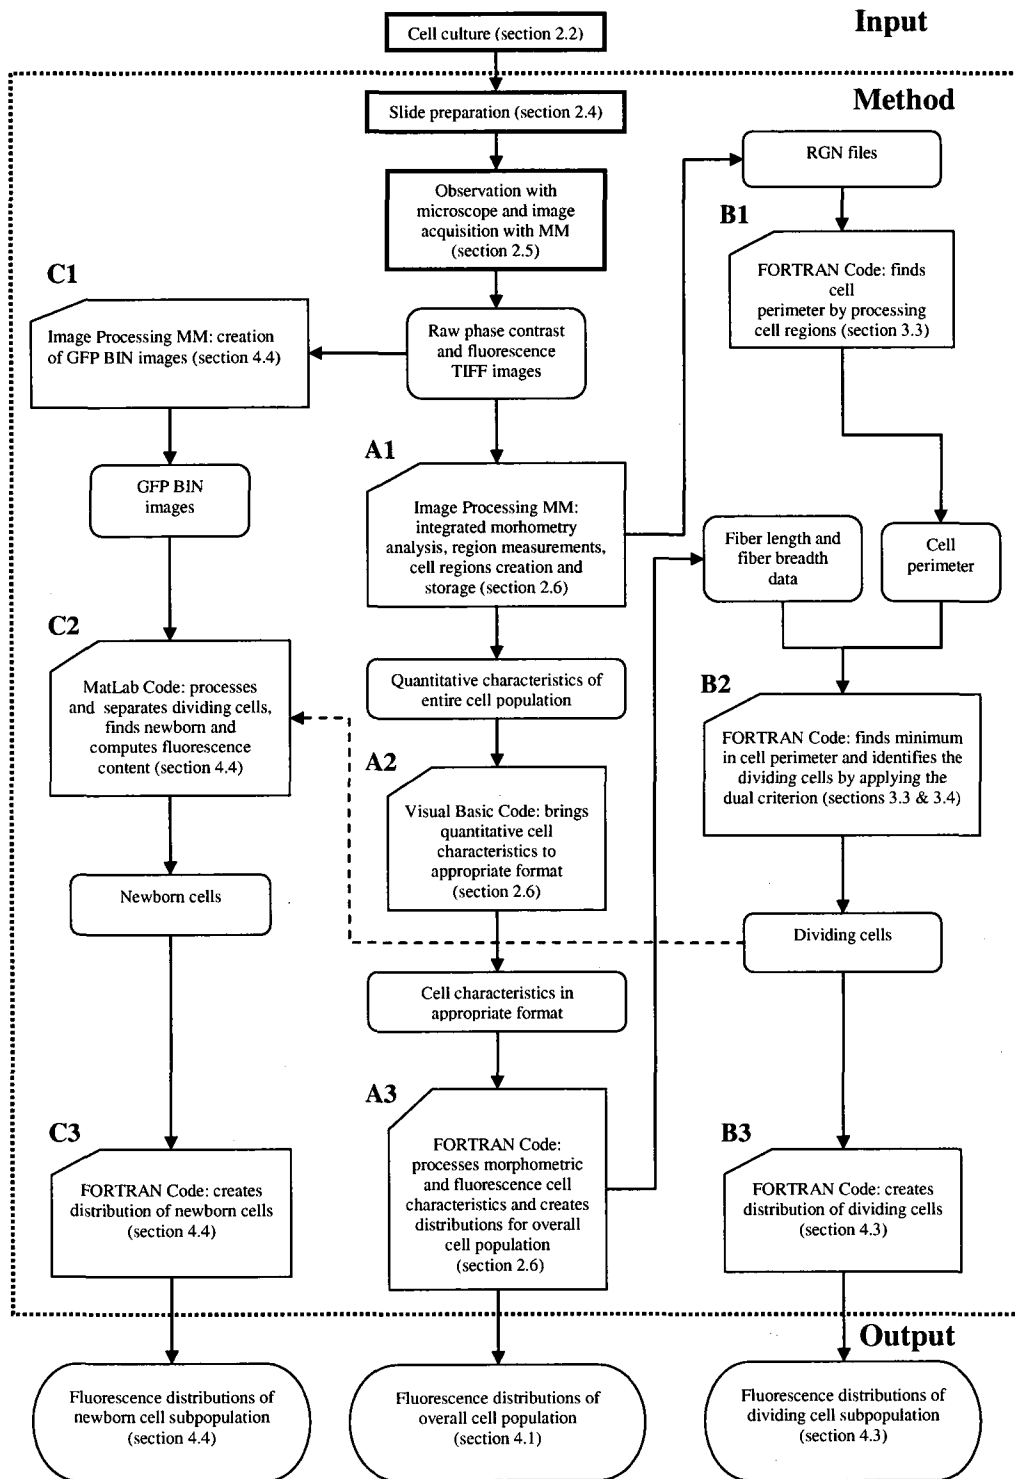 Input
Cell culture (section 2.2)
Method
Slide preparation (section 2.4)
RGN files
Observation with
microscope and image
acquisition with MM
(section 2.5)
B1
FORTRAN Code: finds
cell
perimeter by processing
cell regions (section 3.3)
C1
Image Processing MM: creation
of GFP BIN images (section 4.4)
Raw phase contrast
and fluorescence
TIFF images
A1
Image Processing MM:
integrated morhometry
analysis, region measurements,
cell regions creation and
storage (section 2.6)
GFP BIN
images
Fiber length and
fiber breadth
data
Cell
perimeter
C2
MatLab Code: processes
and separates dividing cells,
finds newborn and
computes fluorescence
content (section 4.4)
Quantitative characteristics of
entire cell population
B2
FORTRAN Code: finds minimum
in cell perimeter and identifies the
dividing cells by applying the
dual criterion (sections 3.3 & 3.4)
A2
Visual Basic Code: brings
quantitative cell
characteristics to
appropriate format
(section 2.6)
Newborn cells
Dividing cells
Cell characteristics in
appropriate format
A3
FORTRAN Code:
processes morphometric
and fluorescence cell
characteristics and creates
distributions for overall
cell population
(section 2.6)
C3
FORTRAN Code: creates
distribution of newborn cells
(section 4.4)
B3
FORTRAN Code: creates
distribution of dividing cells
(section 4.3)
Output
Fluorescence distributions of
newborn cell subpopulation
(section 4.4)
Fluorescence distributions of
overall cell population
(section 4.1)
Fluorescence distributions of
dividing cell subpopulation
(section 4.3)